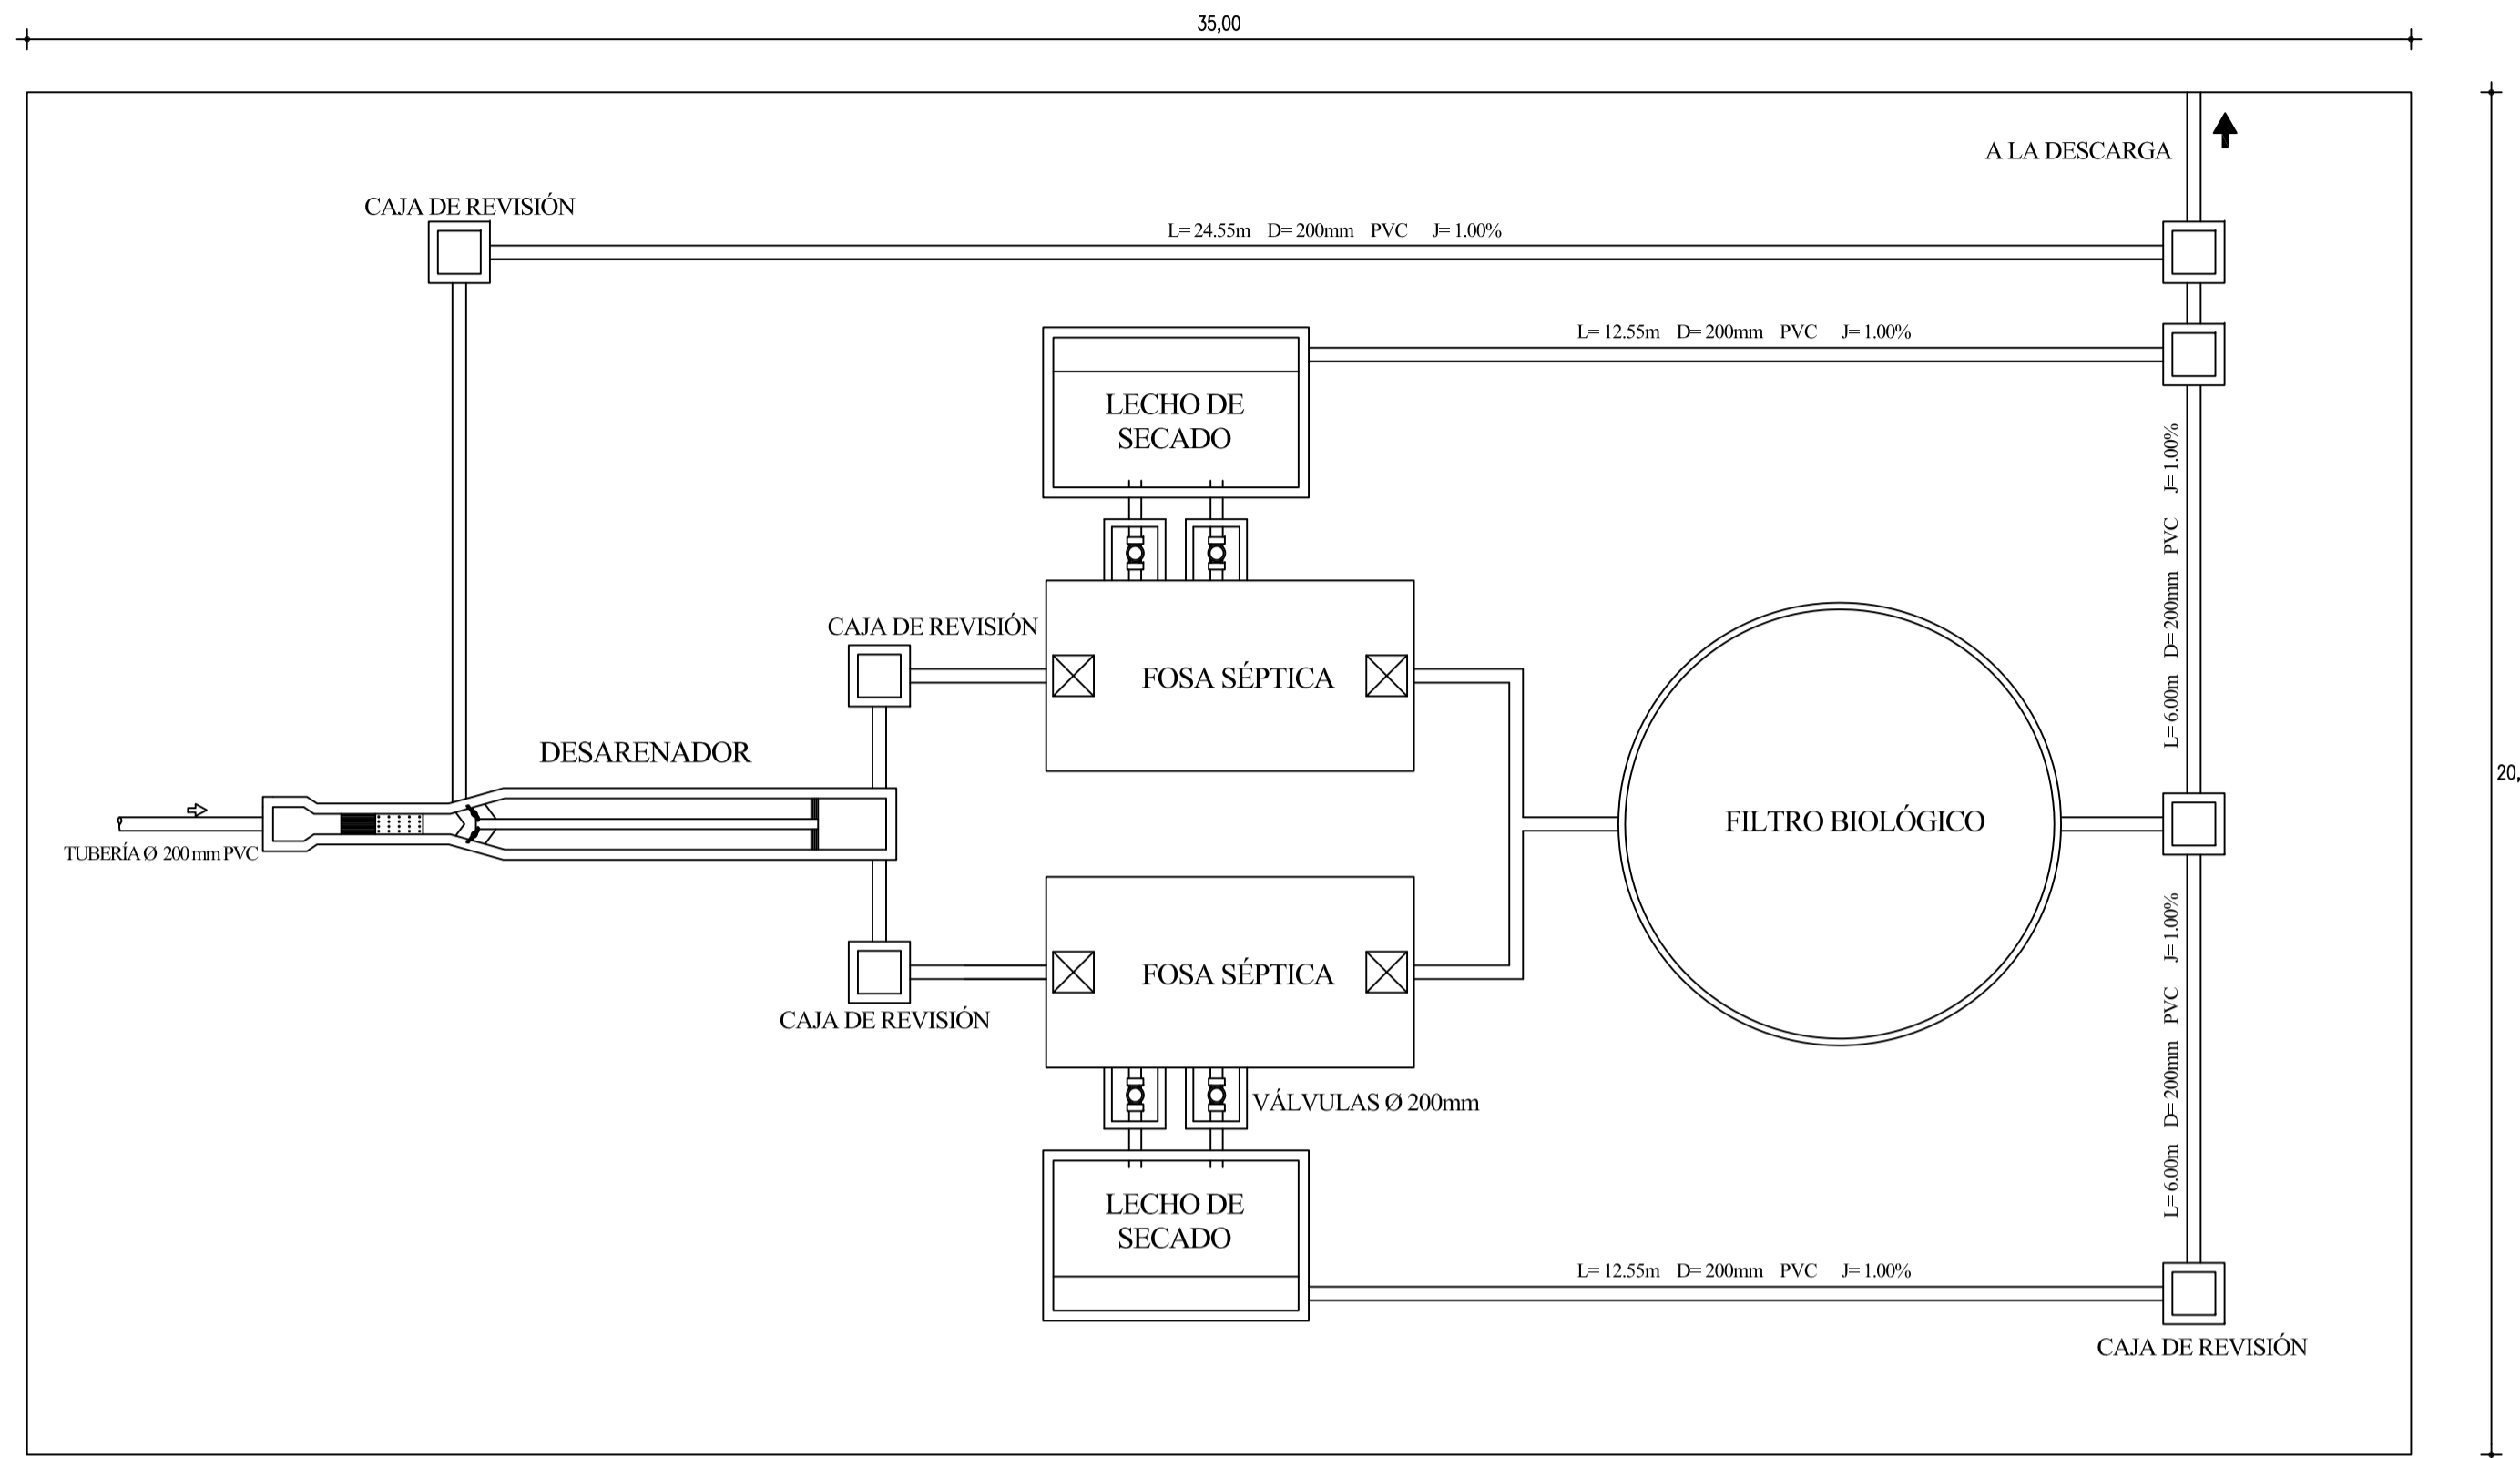 35,00
A LA DESCARGA
CAJA DE REVISIÓN
L= 24.55m D= 200mm PVC J= 1.00%
L= 12.55m D= 200mm PVC J= 1.00%
LECHO DE
SECADO
L= 6.00m D= 200mm PVC J= 1.00%
CAJA DE REVISIÓN
FOSA SÉPTICA
DESARENADOR
20,
FILTRO BIOLÓGICO
TUBERÍA Ø 200 mm PVC
FOSA SÉPTICA
CAJA DE REVISIÓN
L= 6.00m D= 200mm PVC J= 1.00%
VÁLVULAS Ø 200mm
LECHO DE
SECADO
L= 12.55m D= 200mm PVC J= 1.00%
CAJA DE REVISIÓN